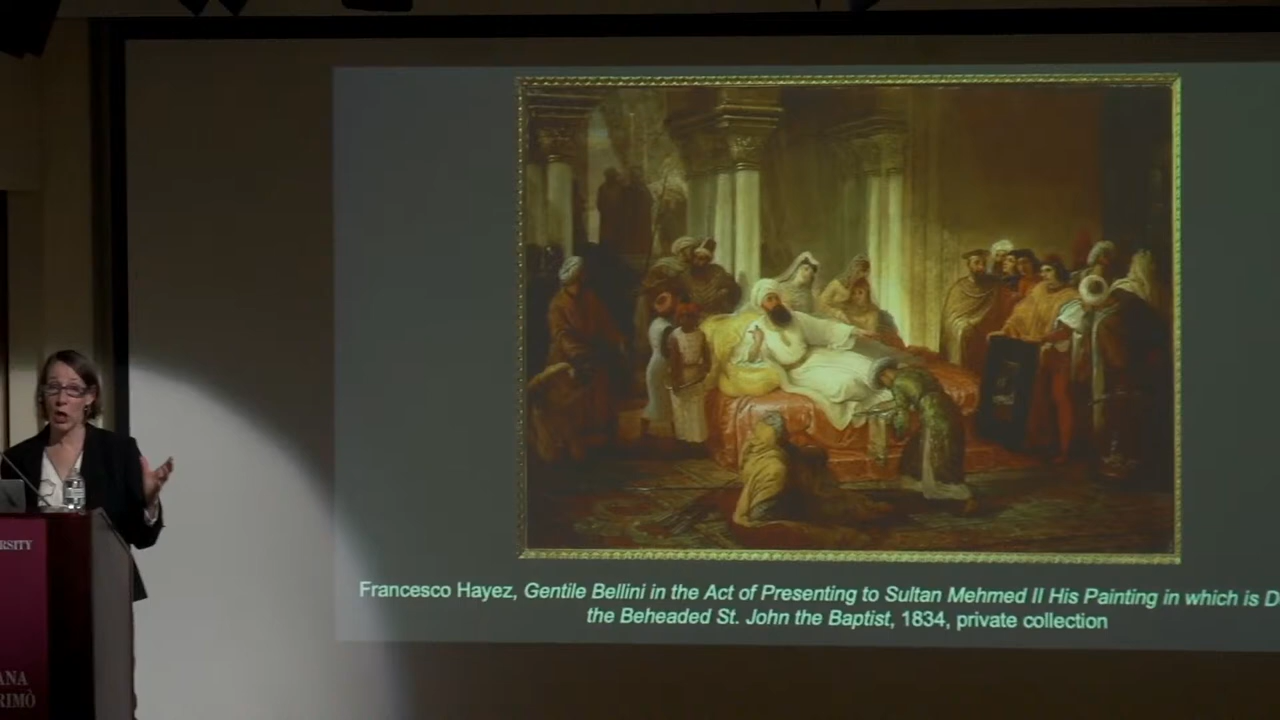 Francesco Hayez, Gentile Bellini in the Act of Presenting to Sultan Mehmed II His Painting in which is
the Beheaded St. John the Baptist, 1834, private collection
RSITY
ANA
RIMÒ